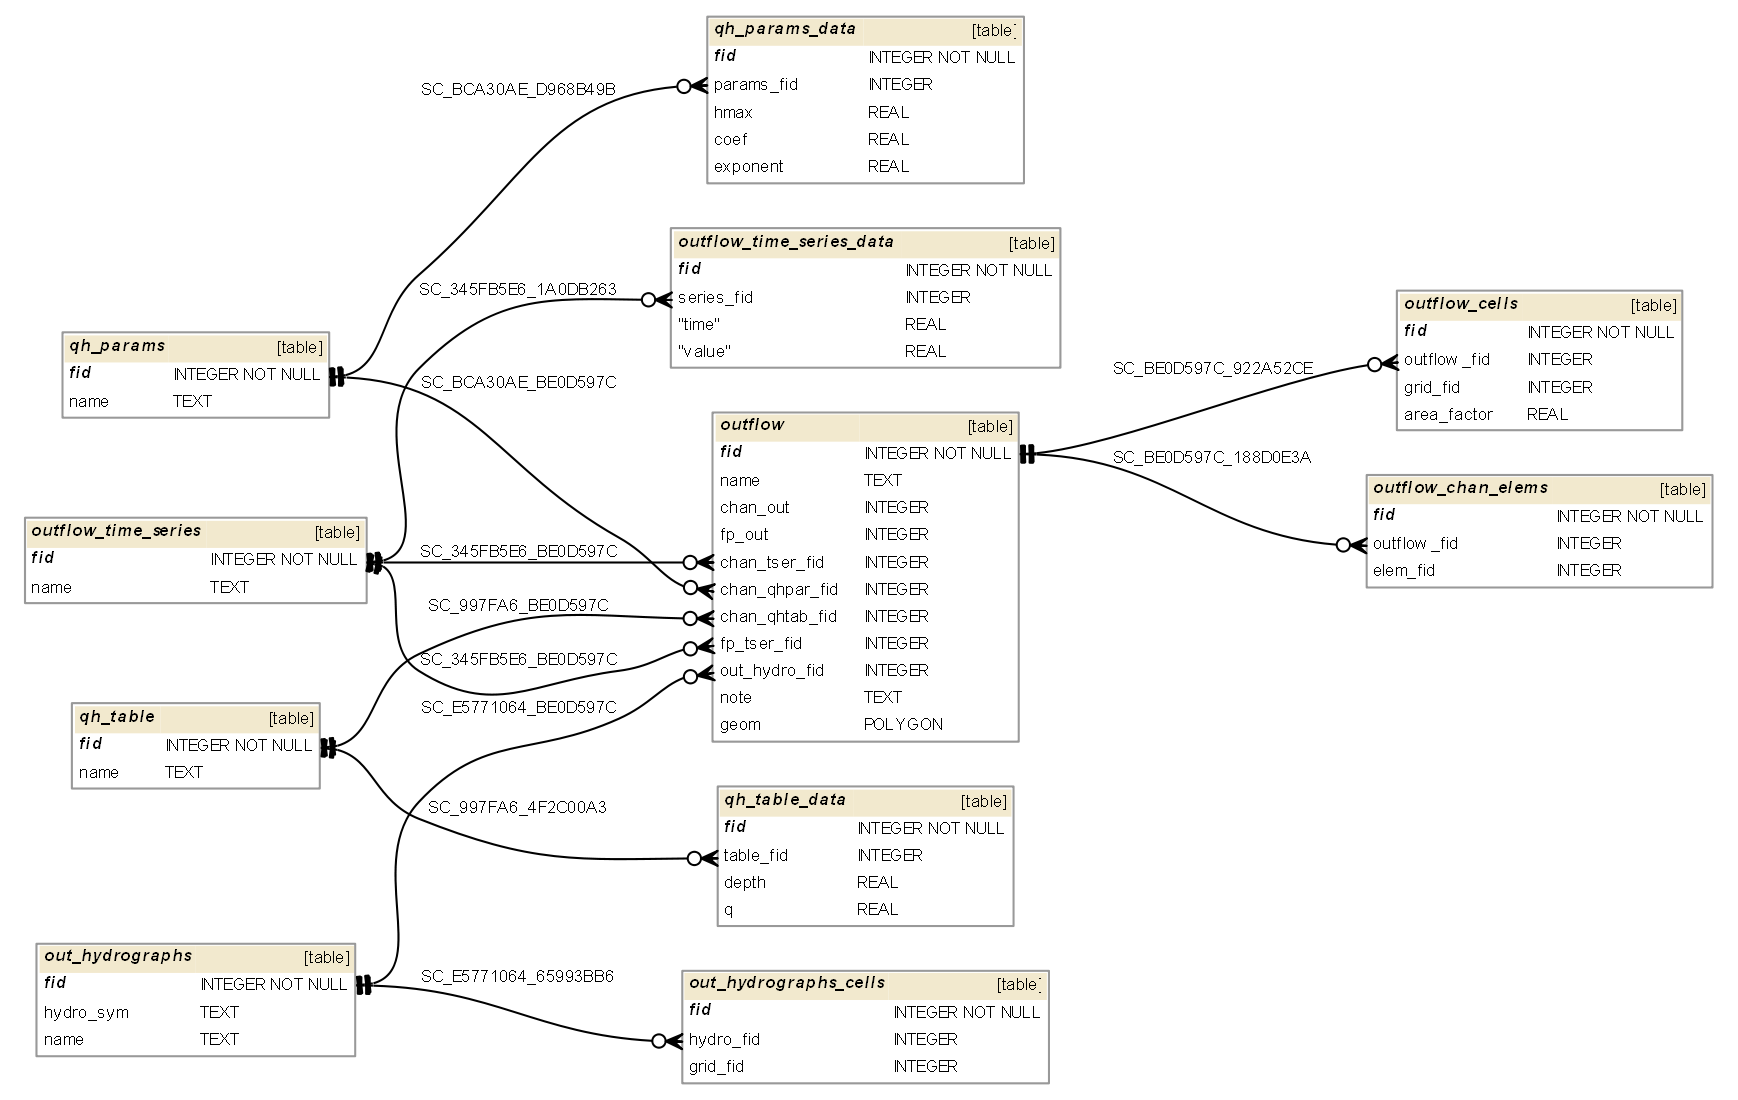 qh_params_data [table]
fid INTEGER NOT NULL
params_fid INTEGER
hmax REAL
coef REAL
exponent REAL
SC_BCA30AE_D968B49B
outflow_time_series_data [table]
fid INTEGER NOT NULL
series_fid INTEGER
"time" REAL
"value" REAL
SC_345FB5E6_1A0DB263
qh_params [table]
fid INTEGER NOT NULL
name TEXT
SC_BCA30AE_BE0D597C
outflow_cells [table]
fid INTEGER NOT NULL
outflow_fid INTEGER
grid_fid INTEGER
area_factor REAL
SC_BE0D597C_922A52CE
outflow [table]
fid INTEGER NOT NULL
name TEXT
chan_out INTEGER
fp_out INTEGER
chan_tser_fid INTEGER
chan_qhpar_fid INTEGER
chan_qhtab_fid INTEGER
fp_tser_fid INTEGER
out_hydro_fid INTEGER
note TEXT
geom POLYGON
SC_BE0D597C_188D0E3A
outflow_chan_elems [table]
fid INTEGER NOT NULL
outflow_fid INTEGER
elem_fid INTEGER
outflow_time_series [table]
fid INTEGER NOT NULL
name TEXT
SC_345FB5E6_BE0D597C
SC_997FA6_BE0D597C
SC_345FB5E6_BE0D597C
SC_E5771064_BE0D597C
qh_table [table]
fid INTEGER NOT NULL
name TEXT
SC_997FA6_4F2C00A3
qh_table_data [table]
fid INTEGER NOT NULL
table_fid INTEGER
depth REAL
q REAL
out_hydrographs [table]
fid INTEGER NOT NULL
hydro_sym TEXT
name TEXT
SC_E5771064_65993BB6
out_hydrographs_cells [table]
fid INTEGER NOT NULL
hydro_fid INTEGER
grid_fid INTEGER